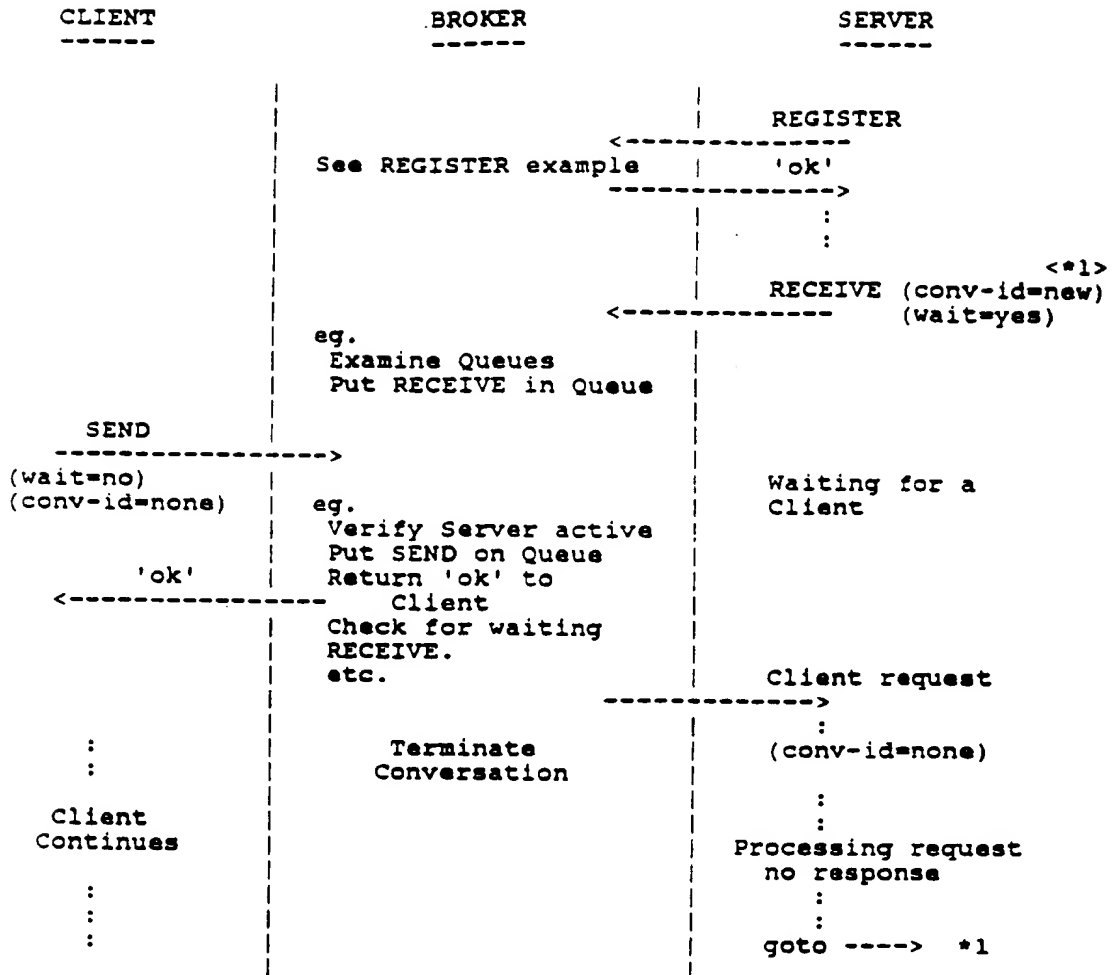 CLIENT BROKER SERVER
------ ------ ------
REGISTER
<--------------
See REGISTER example 'ok'
-------------->
:
:
<*1>
RECEIVE (conv-id=new)
<------------- (wait=yes)
eg.
Examine Queues
Put RECEIVE in Queue
SEND
----------------->
(wait=no)
(conv-id=none)
Waiting for a
Client
eg.
Verify Server active
Put SEND on Queue
'ok' Return 'ok' to
<---------------- Client
Check for waiting
RECEIVE.
etc.
Client request
------------->
: :
: Terminate (conv-id=none)
Conversation
:
Client :
Continues Processing request
no response
: :
: :
: goto ----> *1